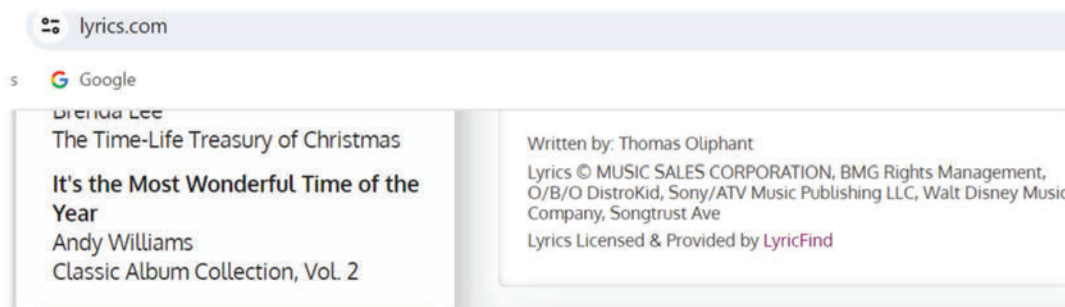 lyrics.com
s Google
Brenda Lee
The Time-Life Treasury of Christmas
It's the Most Wonderful Time of the
Year
Andy Williams
Classic Album Collection, Vol. 2
Written by: Thomas Oliphant
Lyrics © MUSIC SALES CORPORATION, BMG Rights Management,
O/B/O DistroKid, Sony/ATV Music Publishing LLC, Walt Disney Music
Company, Songtrust Ave
Lyrics Licensed & Provided by LyricFind